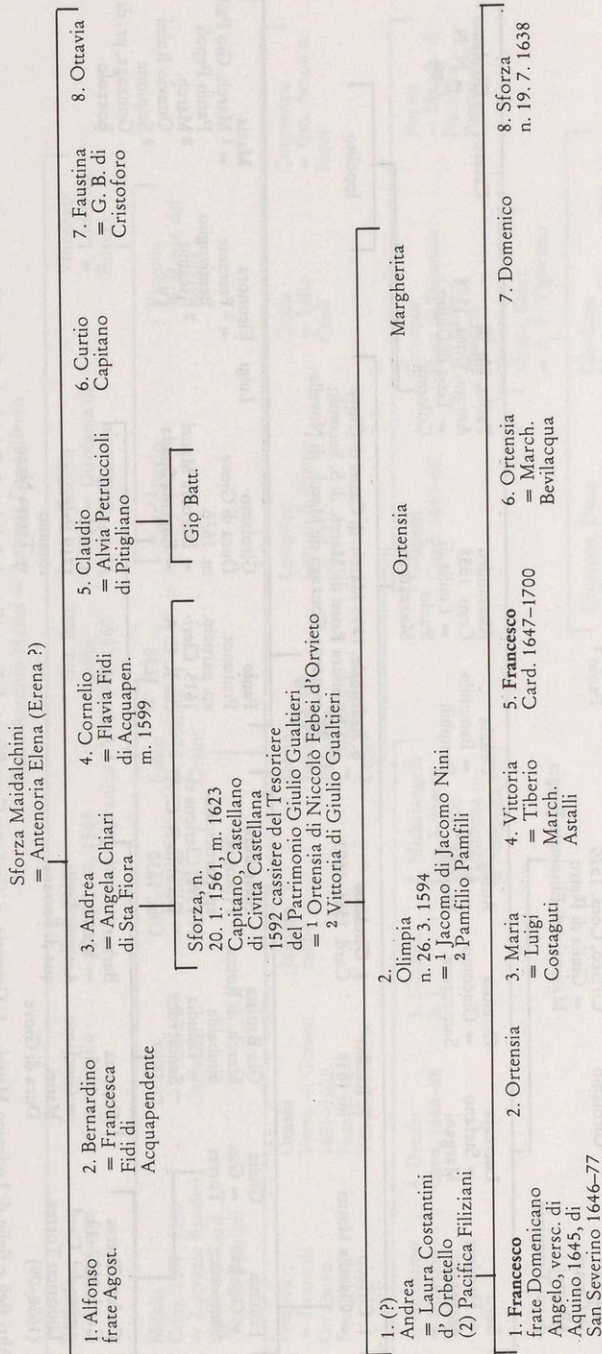 Sforza Maidalchini
= Antenoria Elena (Erena ?)
1. Alfonso
frate Agost.
2. Bernardino
= Francesca
Fidi di
Acquapendente
3. Andrea
= Angela Chiari
di Sta Fiora
4. Cornelio
= Flavia Fidi
di Acquapen.
m. 1599
5. Claudio
= Alvia Petruccioli
di Pitigliano
6. Curtio
Capitano
7. Faustina
= G. B. di
Cristoforo
8. Ottavia
Sforza, n.
20. 1. 1561, m. 1623
Capitano, Castellano
di Civita Castellana
1592 cassiere del Tesoriere
del Patrimonio Giulio Gualtieri
= ¹ Ortensia di Niccolò Febei d'Orvieto
² Vittoria di Giulio Gualtieri
Gio Batt.
1. (?)
Andrea
= Laura Costantini
d' Orbetello
(2) Pacifica Filiziani
2.
Olimpia
n. 26. 3. 1594
= ¹ Jacomo di Jacomo Nini
² Pamfilio Pamfili
Ortensia
Margherita
1. Francesco
frate Domenicano
Angelo, versc. di
Aquino 1645, di
San Severino 1646–77
2. Ortensia
3. Maria
= Luigi
Costaguti
4. Vittoria
= Tiberio
March.
Astalli
5. Francesco
Card. 1647–1700
6. Ortensia
= March.
Bevilacqua
7. Domenico
8. Sforza
n. 19. 7. 1638